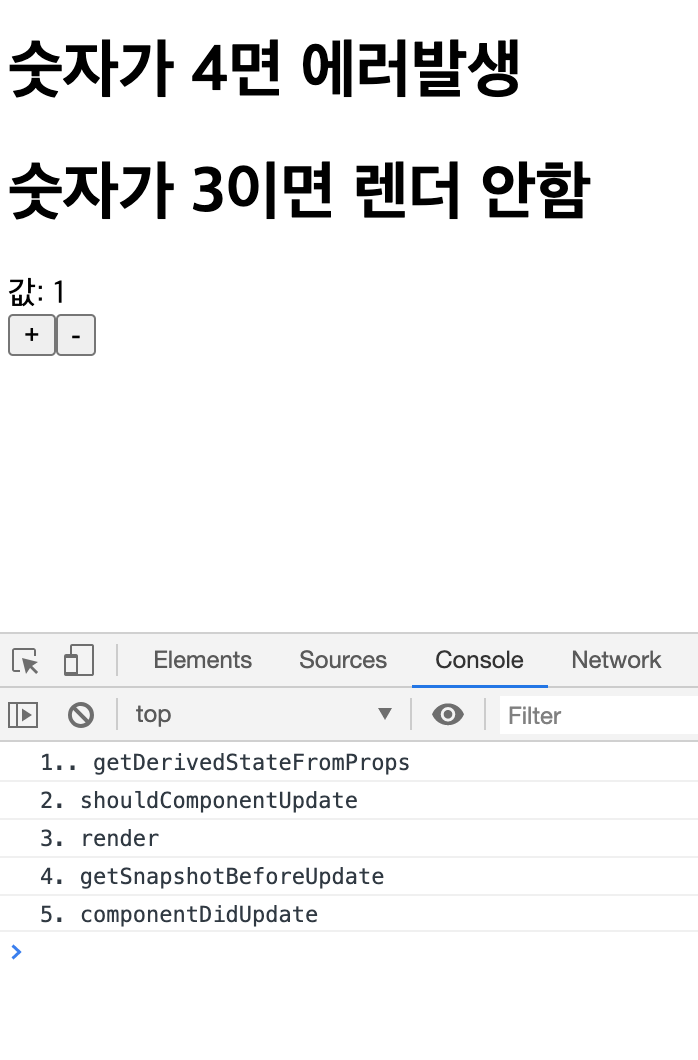 숫자가 4면 에러발생
숫자가 3이면 렌더 안함
값: 1
+ -
Elements Sources Console Network
top Filter
1.. getDerivedStateFromProps
2. shouldComponentUpdate
3. render
4. getSnapshotBeforeUpdate
5. componentDidUpdate